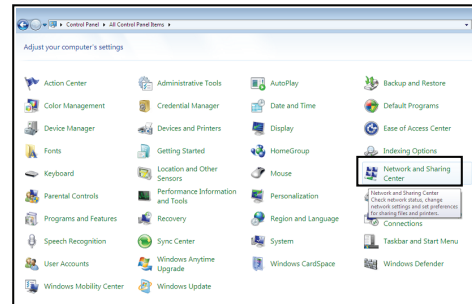 Control Panel ▸ All Control Panel Items ▸
Adjust your computer's settings
Action Center
Administrative Tools
AutoPlay
Backup and Restore
Color Management
Credential Manager
Date and Time
Default Programs
Device Manager
Devices and Printers
Display
Ease of Access Center
Fonts
Getting Started
HomeGroup
Indexing Options
Keyboard
Location and Other
Sensors
Mouse
Network and Sharing
Center
Parental Controls
Performance Information
and Tools
Personalization
Network and Sharing Center
Check network status, change
network settings and set preferences
for sharing files and printers.
Programs and Features
Recovery
Region and Language
Connections
Speech Recognition
Sync Center
System
Taskbar and Start Menu
User Accounts
Windows Anytime
Upgrade
Windows CardSpace
Windows Defender
Windows Mobility Center
Windows Update